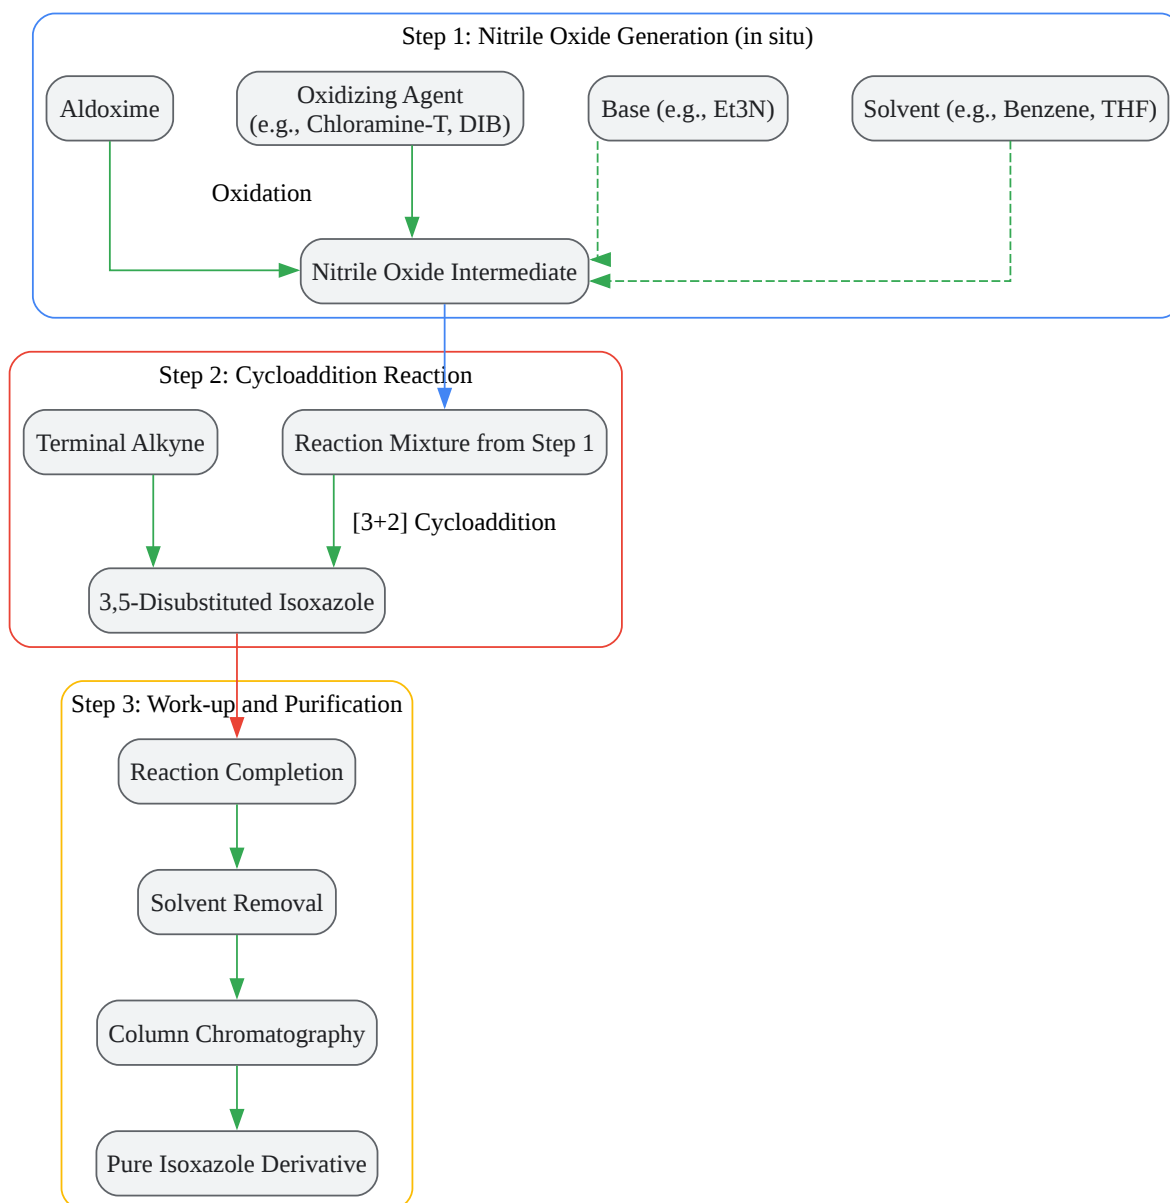 Step 1: Nitrile Oxide Generation (in situ)
Aldoxime
Oxidizing Agent
(e.g., Chloramine-T, DIB)
Base (e.g., Et3N)
Solvent (e.g., Benzene, THF)
Oxidation
Nitrile Oxide Intermediate
Step 2: Cycloaddition Reaction
Terminal Alkyne
Reaction Mixture from Step 1
[3+2] Cycloaddition
3,5-Disubstituted Isoxazole
Step 3: Work-up and Purification
Reaction Completion
Solvent Removal
Column Chromatography
Pure Isoxazole Derivative